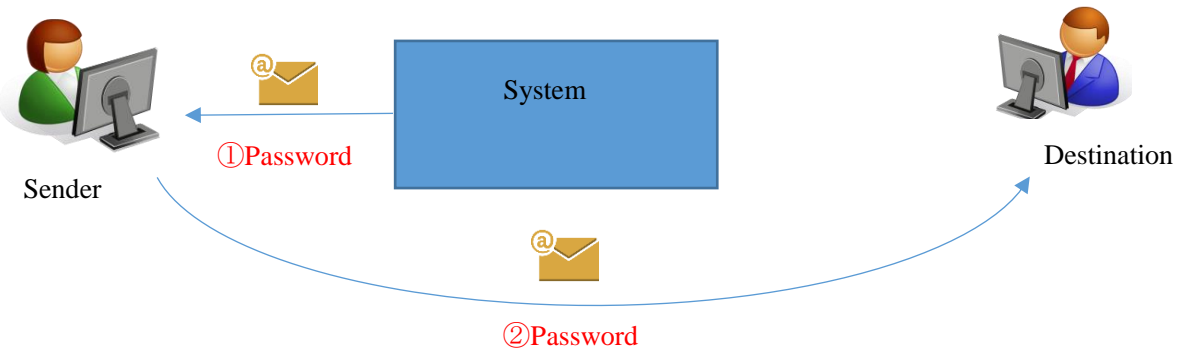 System
①Password
Destination
Sender
②Password